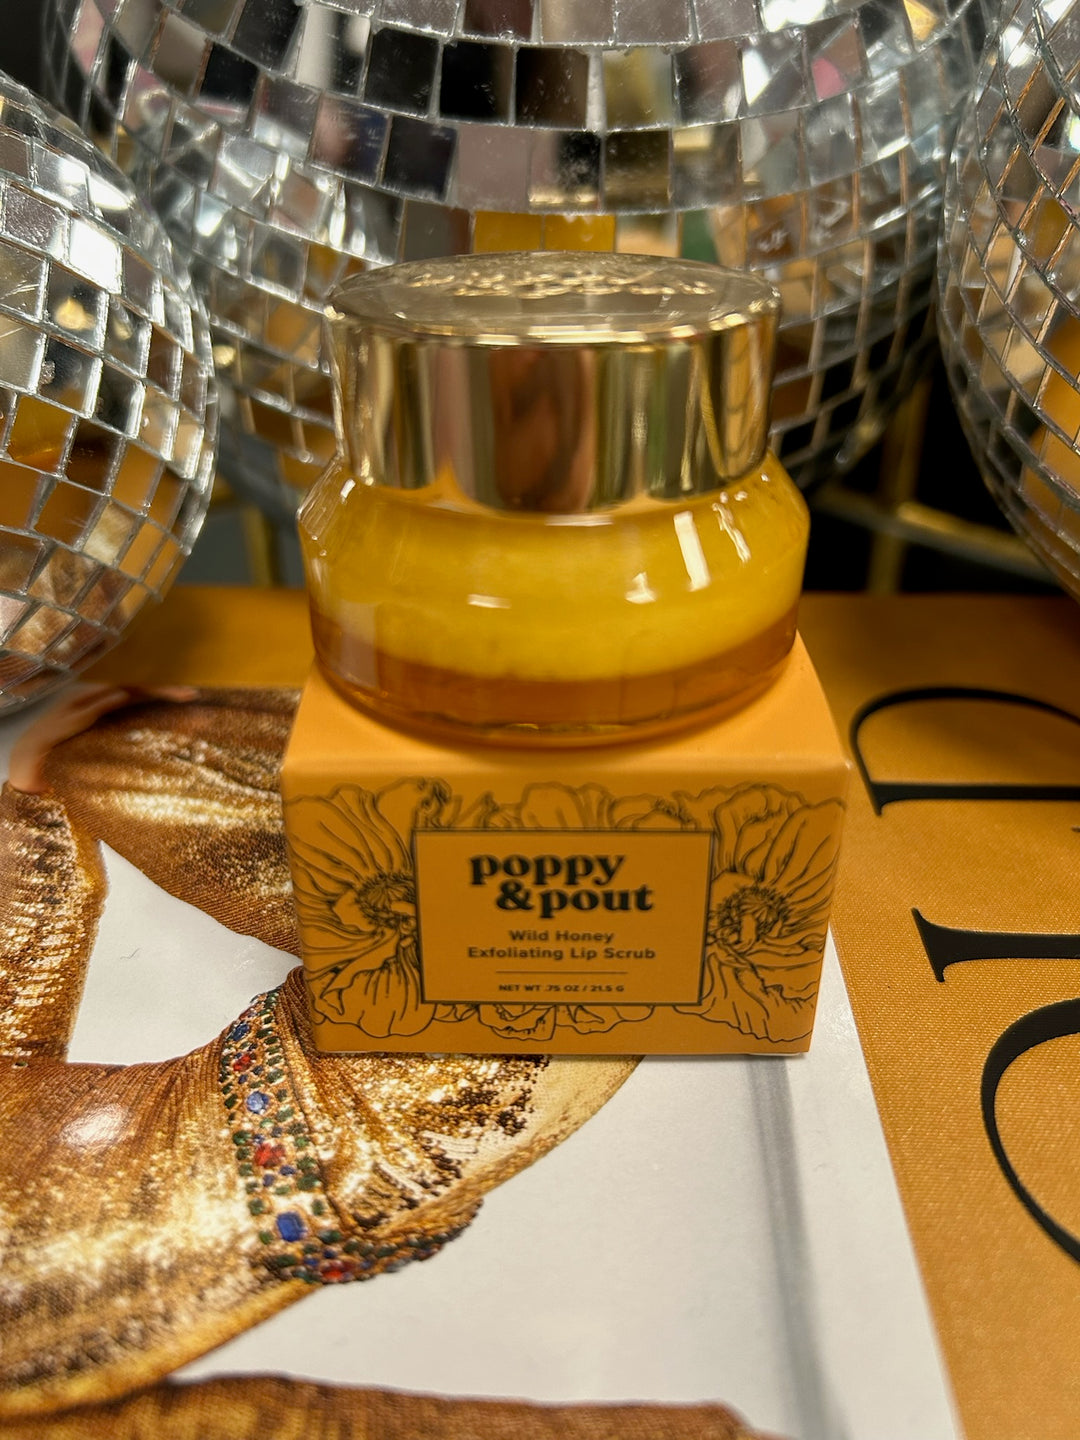 poppy
&pout
Wild Honey
Exfoliating Lip Scrub
NET WT .75 OZ / 21.5 G